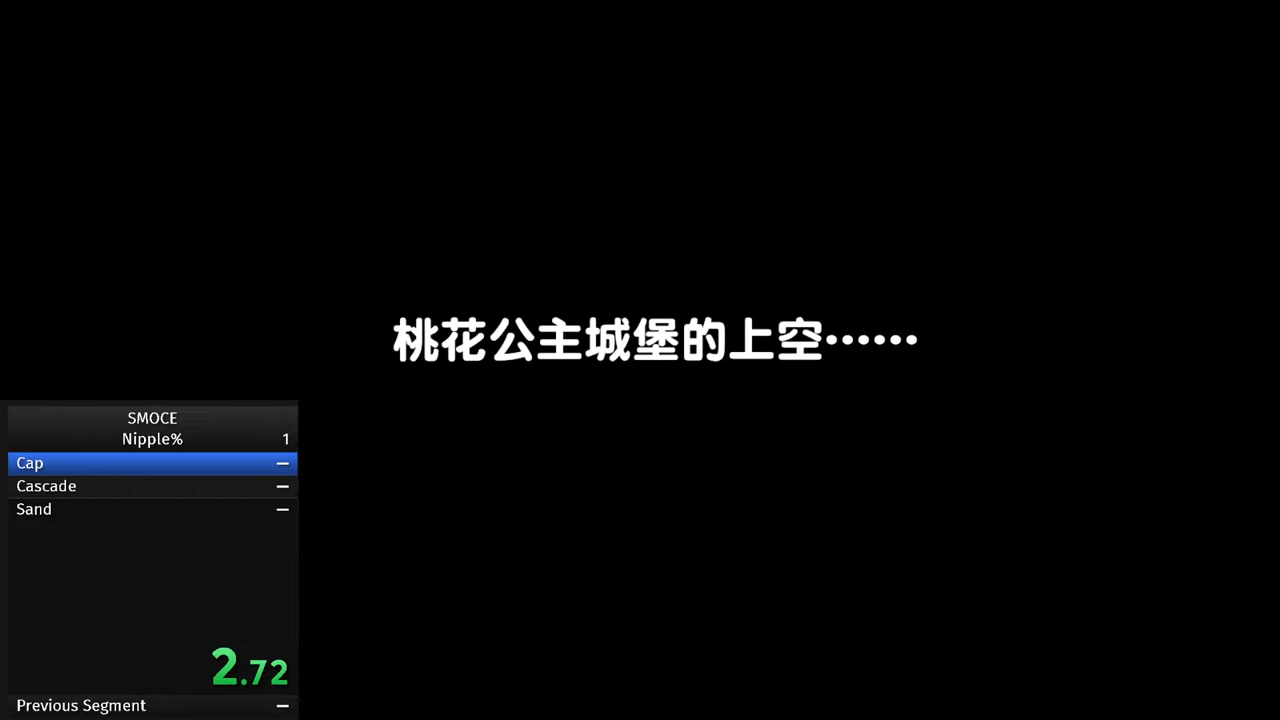 桃花公主城堡的上空……
SMOCE
Nipple% 1
Cap —
Cascade —
Sand —
2.72
Previous Segment —